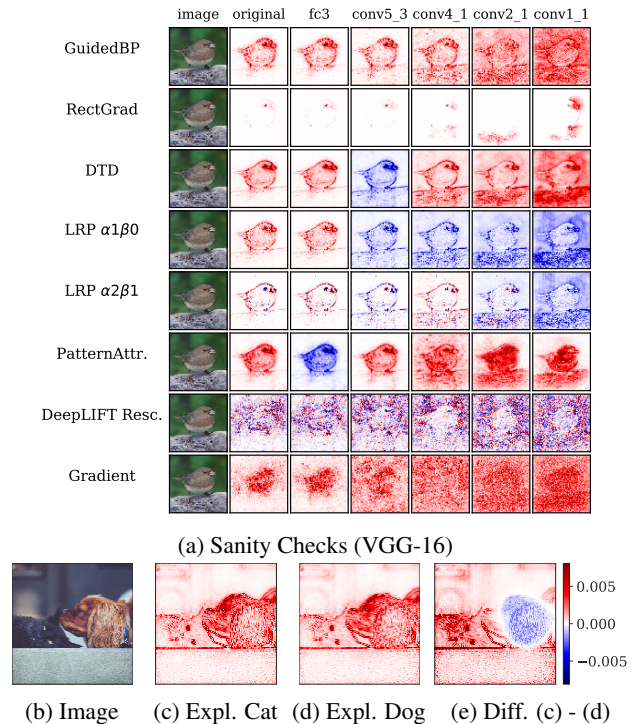 image original fc3 conv5_3 conv4_1 conv2_1 conv1_1
GuidedBP
RectGrad
DTD
LRP α1β0
LRP α2β1
PatternAttr.
DeepLIFT Resc.
Gradient
(a) Sanity Checks (VGG-16)
0.005
0.000
−0.005
(b) Image (c) Expl. Cat (d) Expl. Dog (e) Diff. (c) - (d)